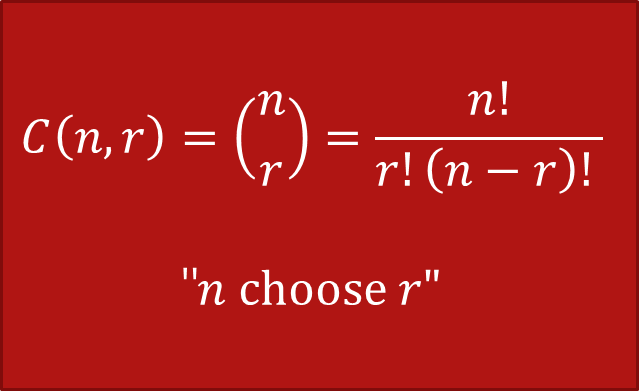 C(n, r) = (n r) = n! / r! (n − r)!
"n choose r"